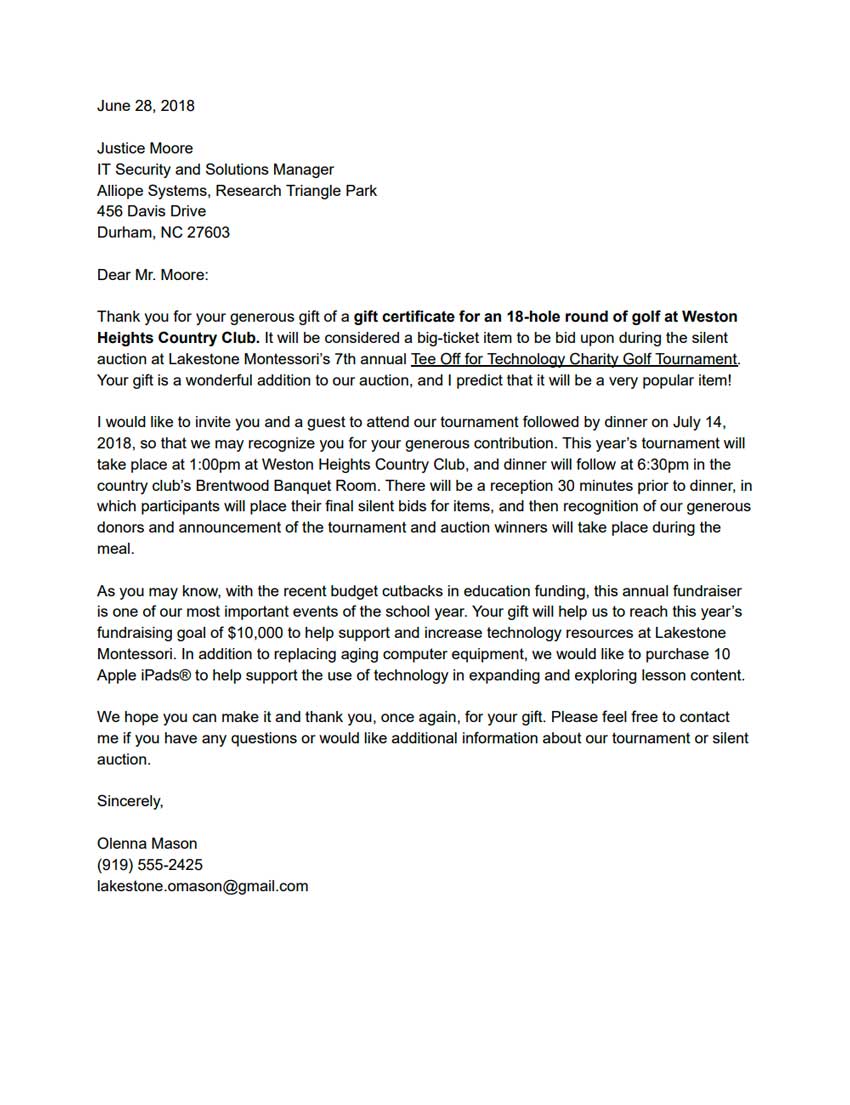 June 28, 2018
Justice Moore
IT Security and Solutions Manager
Alliope Systems, Research Triangle Park
456 Davis Drive
Durham, NC 27603
Dear Mr. Moore:
Thank you for your generous gift of a gift certificate for an 18-hole round of golf at Weston
Heights Country Club. It will be considered a big-ticket item to be bid upon during the silent
auction at Lakestone Montessori’s 7th annual Tee Off for Technology Charity Golf Tournament.
Your gift is a wonderful addition to our auction, and I predict that it will be a very popular item!
I would like to invite you and a guest to attend our tournament followed by dinner on July 14,
2018, so that we may recognize you for your generous contribution. This year’s tournament will
take place at 1:00pm at Weston Heights Country Club, and dinner will follow at 6:30pm in the
country club’s Brentwood Banquet Room. There will be a reception 30 minutes prior to dinner, in
which participants will place their final silent bids for items, and then recognition of our generous
donors and announcement of the tournament and auction winners will take place during the
meal.
As you may know, with the recent budget cutbacks in education funding, this annual fundraiser
is one of our most important events of the school year. Your gift will help us to reach this year’s
fundraising goal of $10,000 to help support and increase technology resources at Lakestone
Montessori. In addition to replacing aging computer equipment, we would like to purchase 10
Apple iPads® to help support the use of technology in expanding and exploring lesson content.
We hope you can make it and thank you, once again, for your gift. Please feel free to contact
me if you have any questions or would like additional information about our tournament or silent
auction.
Sincerely,
Olenna Mason
(919) 555-2425
lakestone.omason@gmail.com